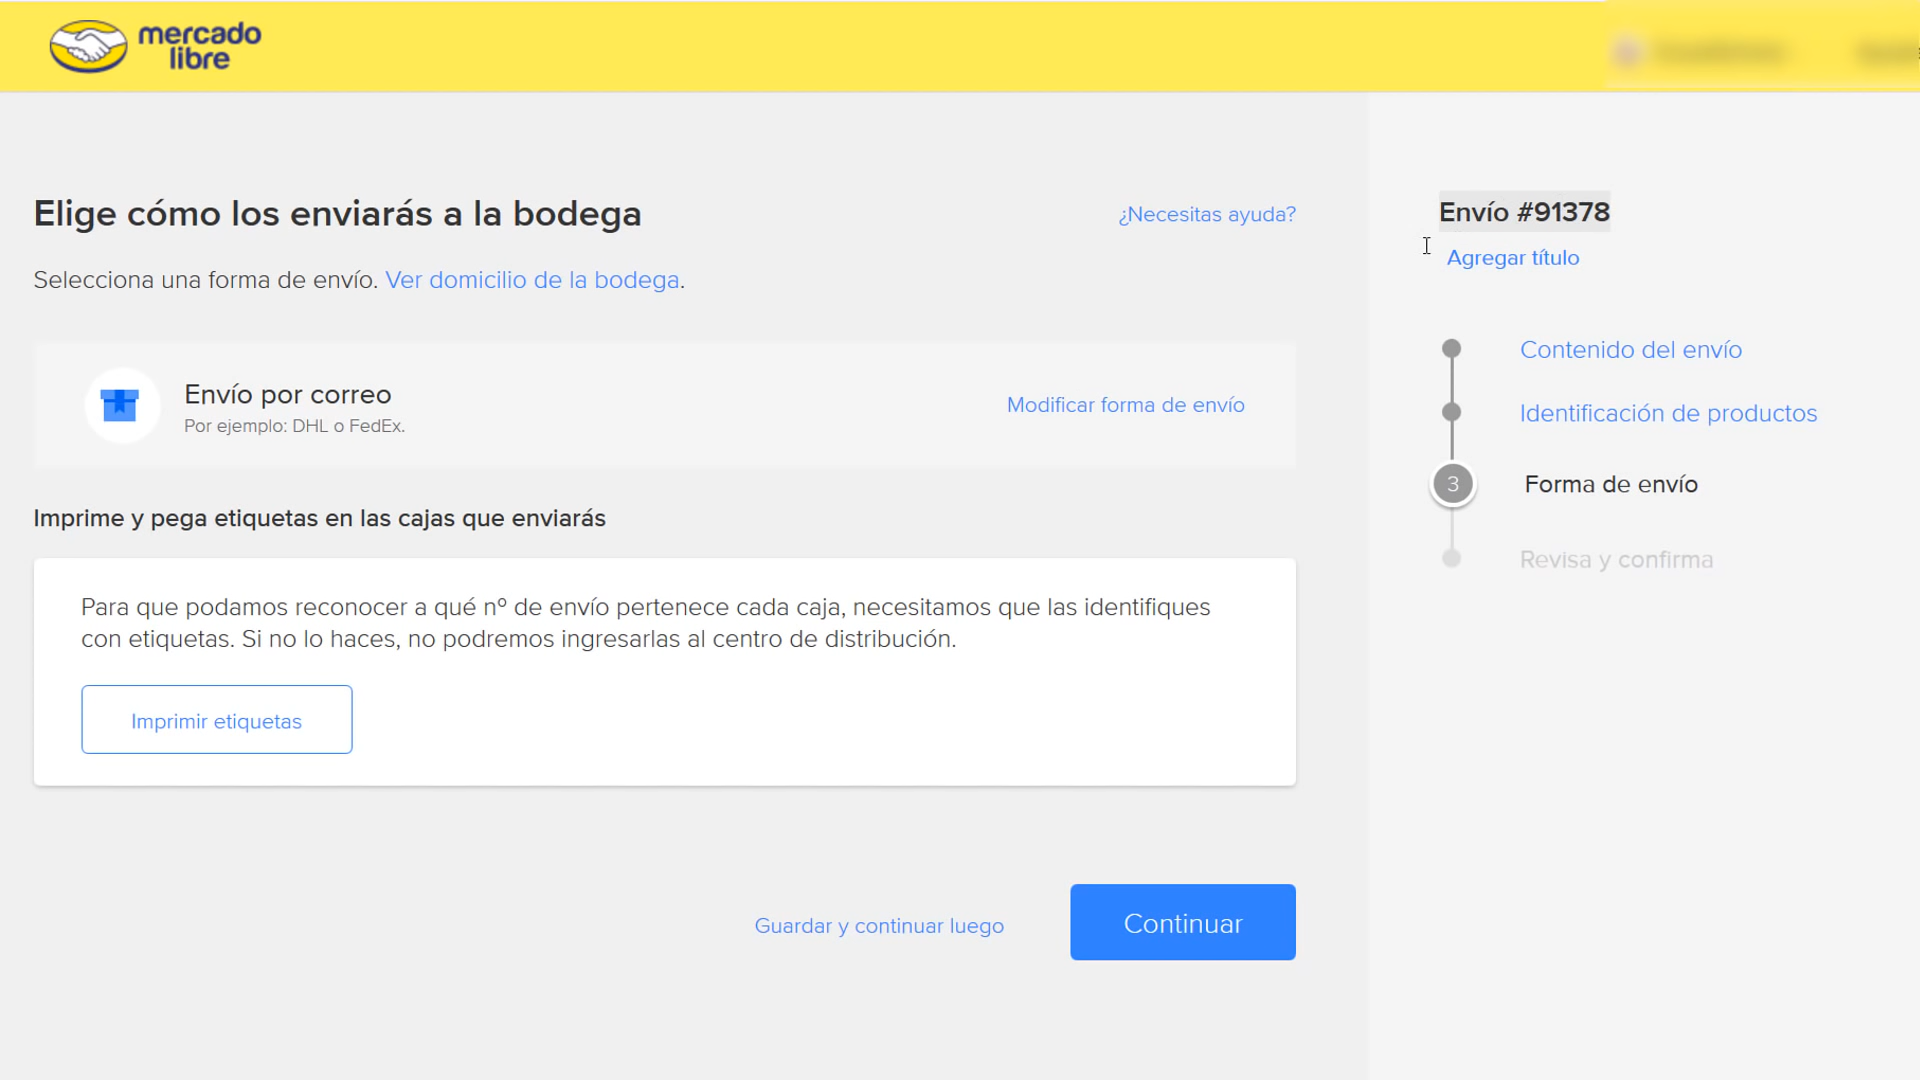 mercado
libre
Elige cómo los enviarás a la bodega
¿Necesitas ayuda?
Selecciona una forma de envío. Ver domicilio de la bodega.
Envío por correo
Por ejemplo: DHL o FedEx.
Modificar forma de envío
Imprime y pega etiquetas en las cajas que enviarás
Para que podamos reconocer a qué nº de envío pertenece cada caja, necesitamos que las identifiques
con etiquetas. Si no lo haces, no podremos ingresarlas al centro de distribución.
Imprimir etiquetas
Guardar y continuar luego
Continuar
Envío #91378
Agregar título
Contenido del envío
Identificación de productos
3 Forma de envío
Revisa y confirma